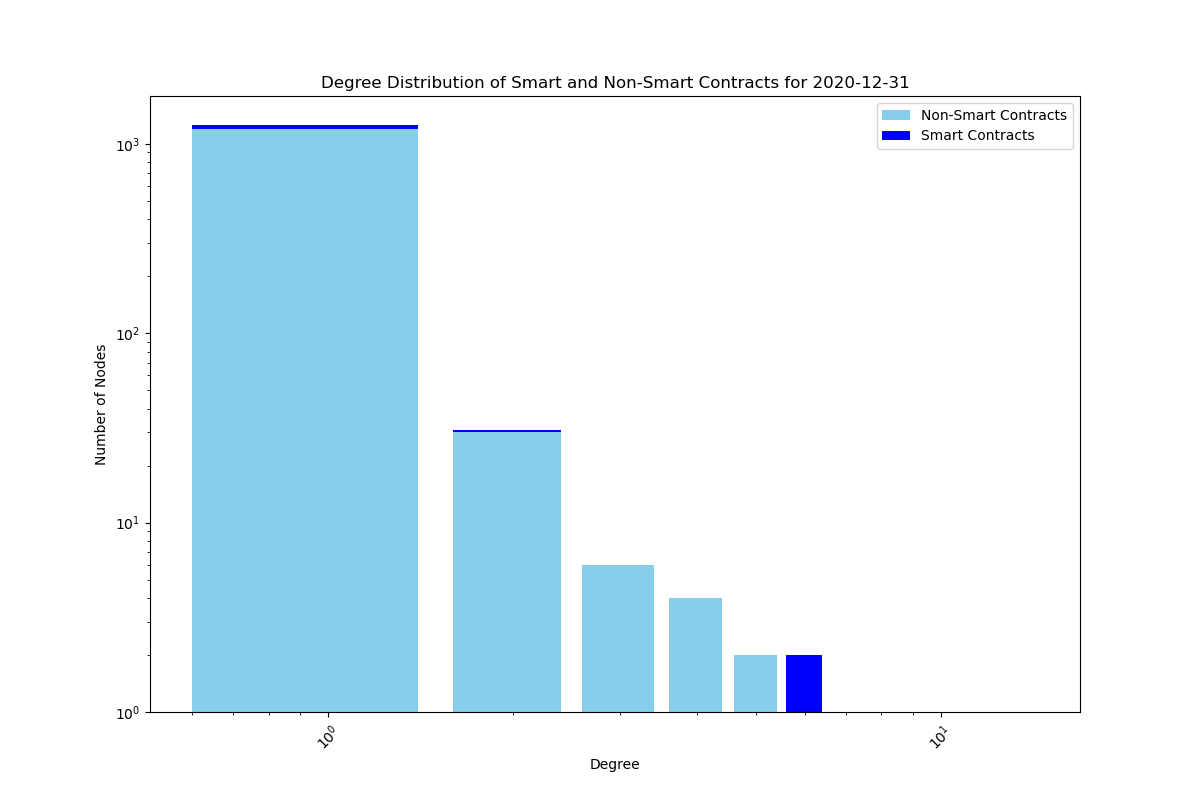 Degree Distribution of Smart and Non-Smart Contracts for 2020-12-31
Non-Smart Contracts
Smart Contracts
Number of Nodes
10³
10²
10¹
10⁰
10⁰
10¹
Degree